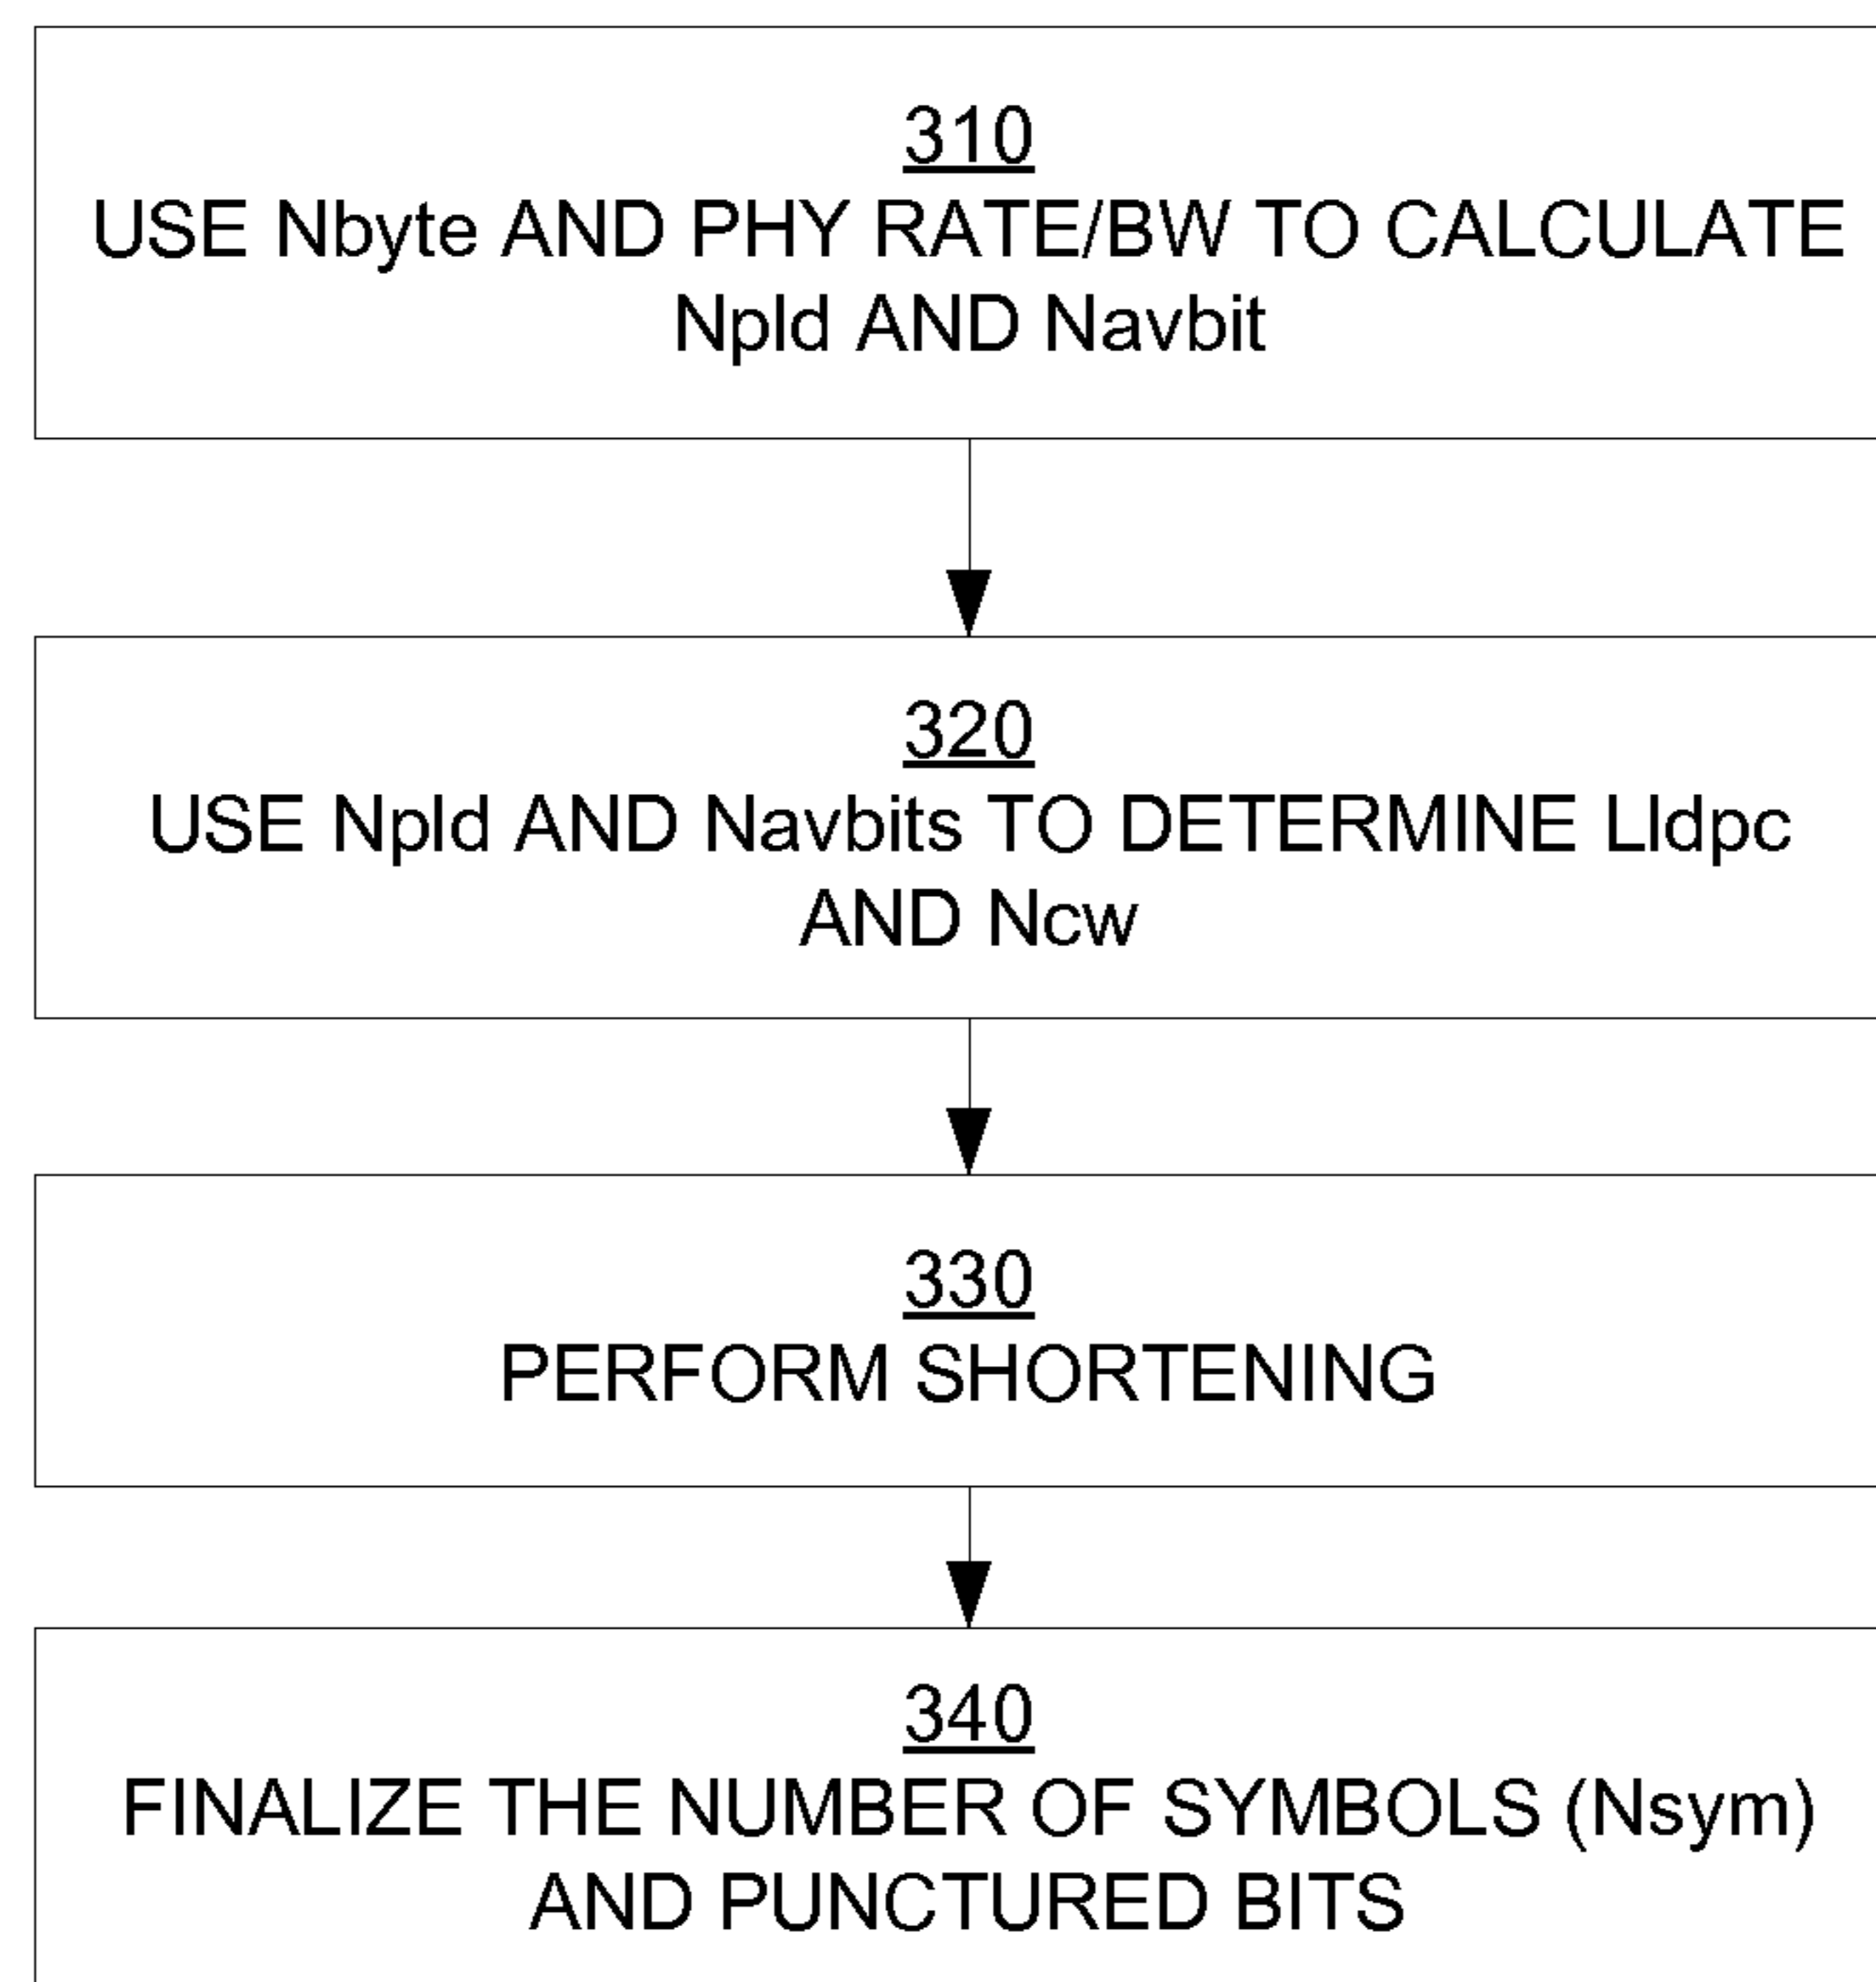 310
USE Nbyte AND PHY RATE/BW TO CALCULATE
Npld AND Navbit
320
USE Npld AND Navbits TO DETERMINE Lldpc
AND Ncw
330
PERFORM SHORTENING
340
FINALIZE THE NUMBER OF SYMBOLS (Nsym)
AND PUNCTURED BITS